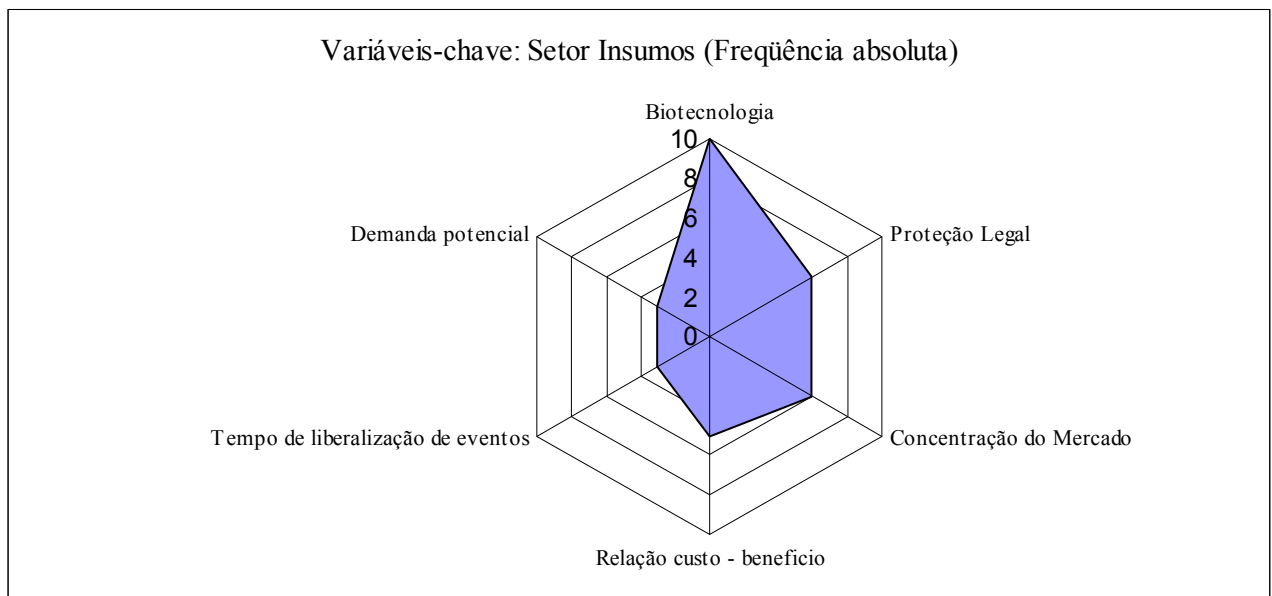 Variáveis-chave: Setor Insumos (Freqüência absoluta)
Biotecnologia
10
8
Demanda potencial
6
Proteção Legal
4
2
0
Tempo de liberalização de eventos
Concentração do Mercado
Relação custo - beneficio